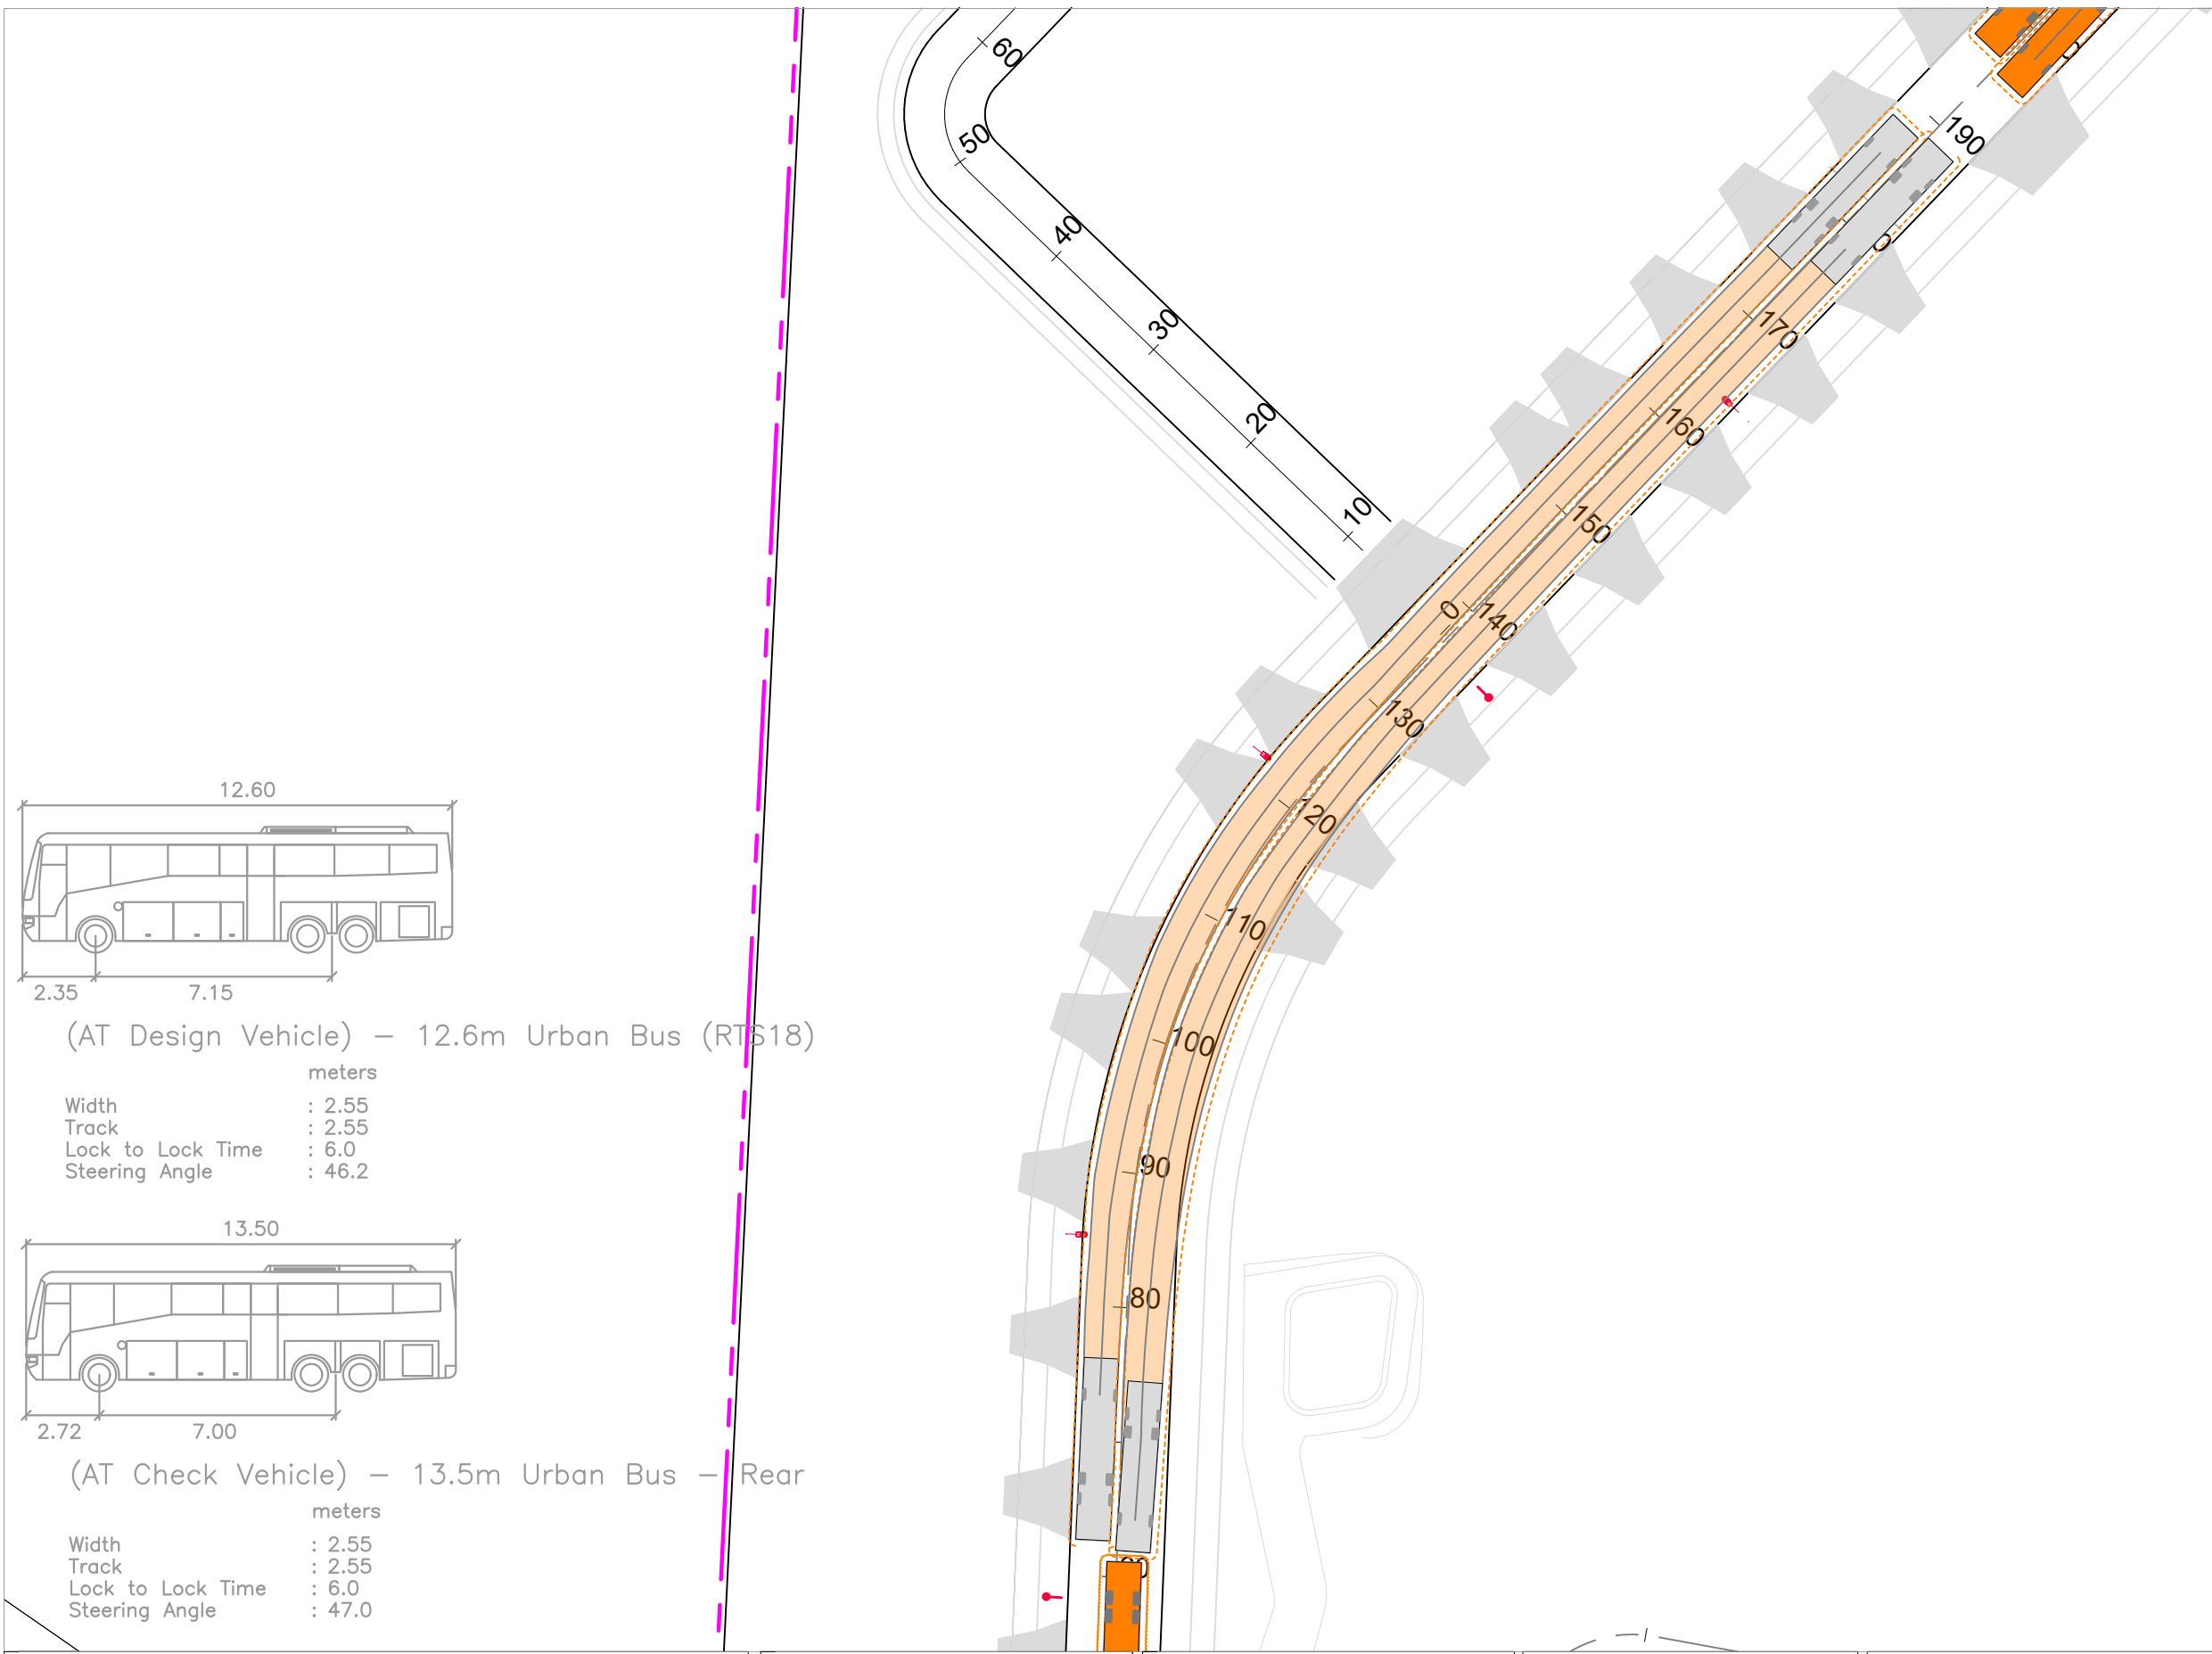 60
50
190
40
30
170
20
160
10
150
0
140
130
12.60
120
110
2.35 7.15
100
(AT Design Vehicle) – 12.6m Urban Bus (RTS18)
meters
Width : 2.55
Track : 2.55
Lock to Lock Time : 6.0
Steering Angle : 46.2
90
13.50
80
2.72 7.00
(AT Check Vehicle) – 13.5m Urban Bus – Rear
meters
Width : 2.55
Track : 2.55
Lock to Lock Time : 6.0
Steering Angle : 47.0